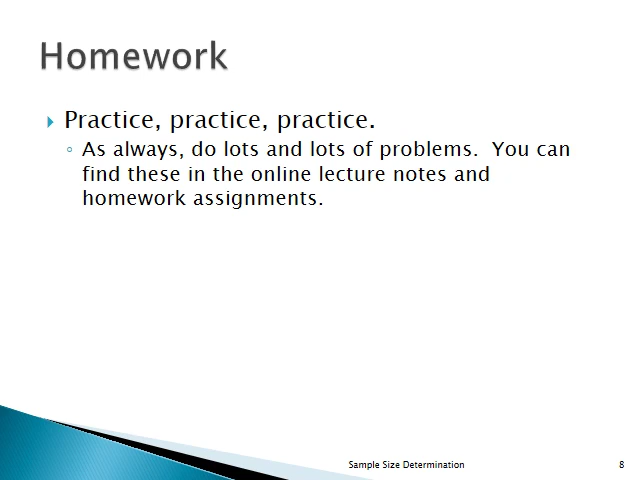 Homework
Practice, practice, practice.
As always, do lots and lots of problems.  You can
find these in the online lecture notes and
homework assignments.
Sample Size Determination
8